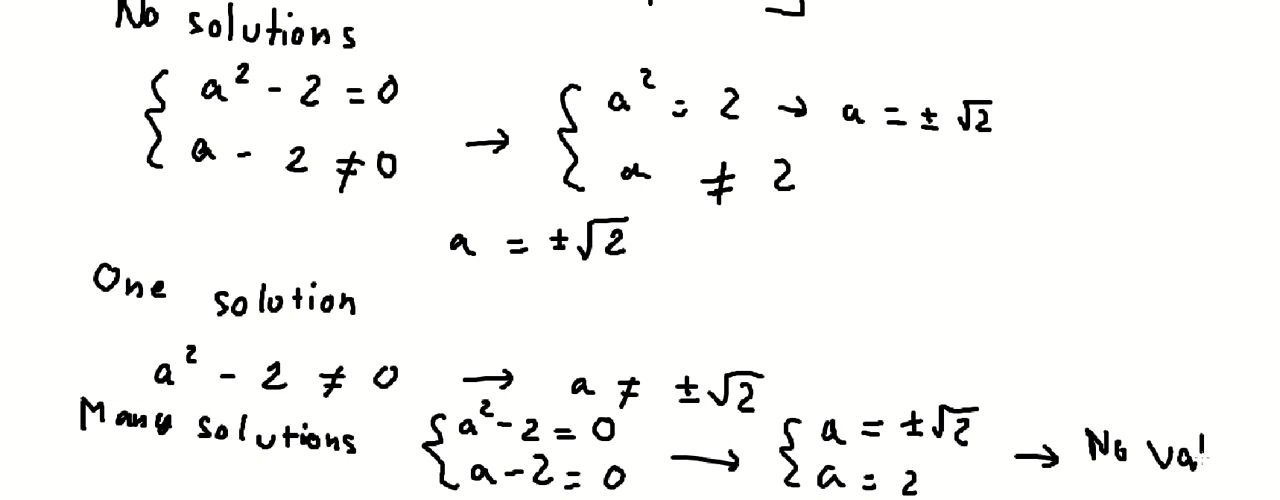 No solutions
{ a² - 2 = 0
a - 2 ≠ 0 → { a² = 2 → a = ± √2
a ≠ 2
a = ±√2
One solution
a² - 2 ≠ 0 → a ≠ ±√2
Many solutions { a² - 2 = 0
a - 2 = 0 → { a = ±√2
a = 2 → No val